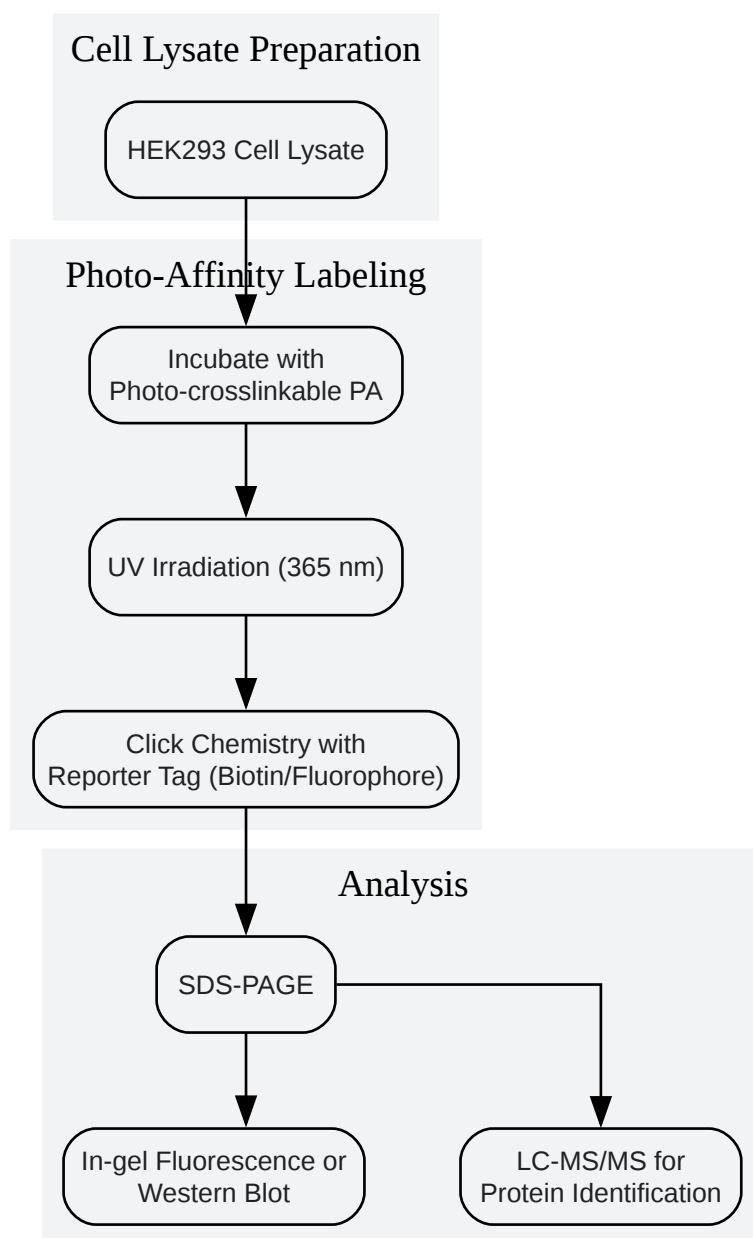 Cell Lysate Preparation
HEK293 Cell Lysate
Photo-Affinity Labeling
Incubate with
Photo-crosslinkable PA
UV Irradiation (365 nm)
Click Chemistry with
Reporter Tag (Biotin/Fluorophore)
Analysis
SDS-PAGE
In-gel Fluorescence or
Western Blot
LC-MS/MS for
Protein Identification